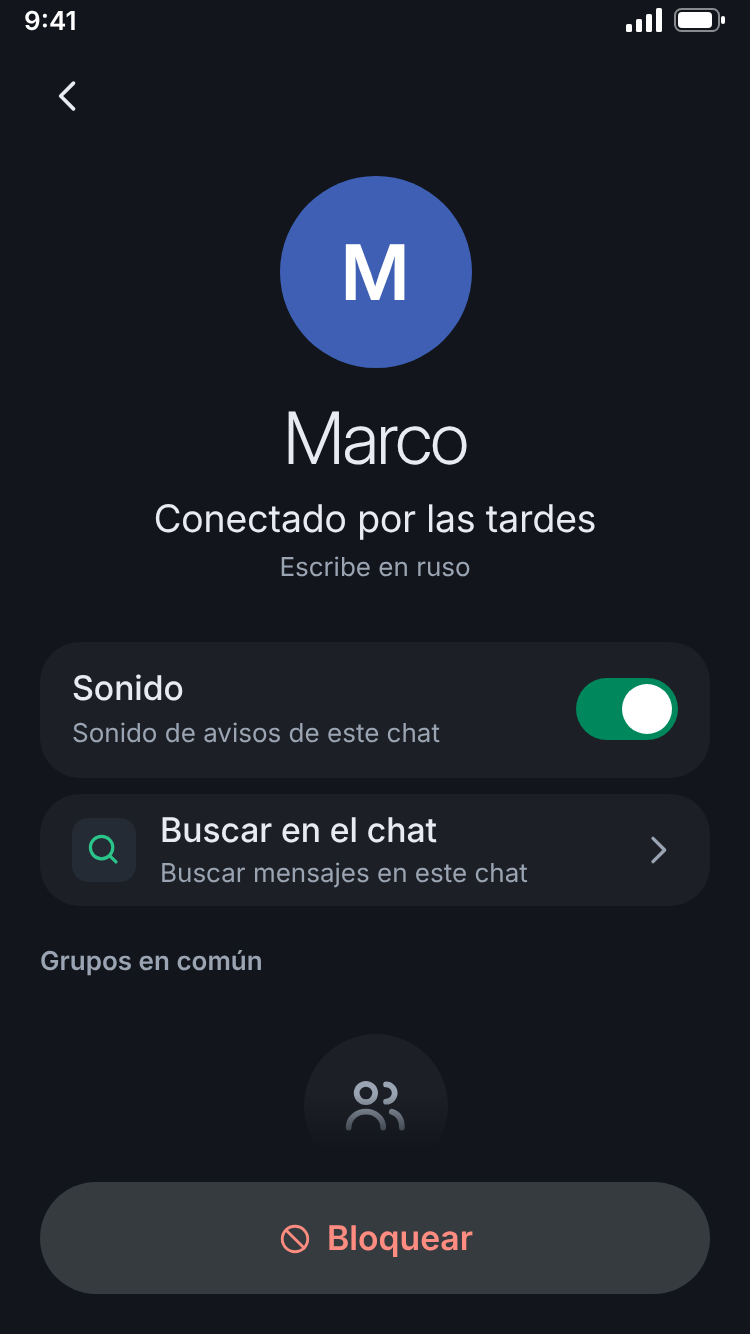 9:41
M
Marco
Conectado por las tardes
Escribe en ruso
Sonido
Sonido de avisos de este chat
Buscar en el chat
Buscar mensajes en este chat
Grupos en común
Bloquear